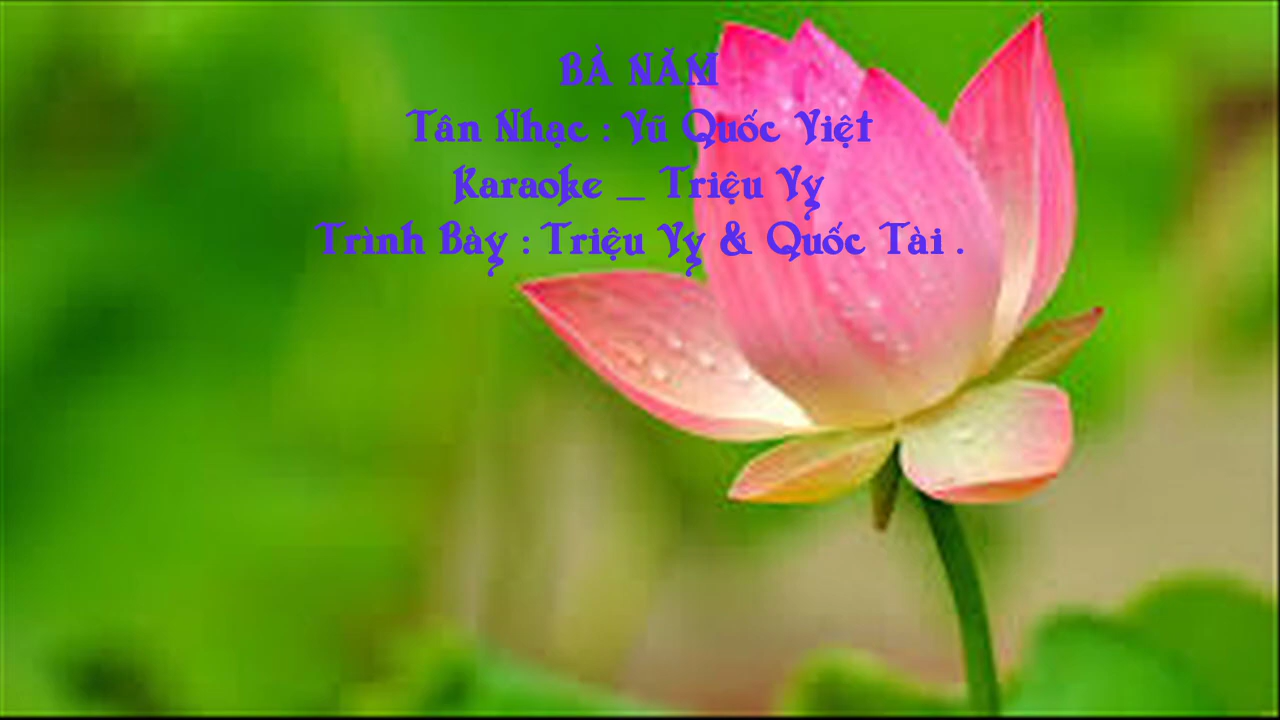 BÀ NĂM
Tân Nhạc : Vũ Quốc Việt
Karaoke _ Triệu Vy
Trình Bày : Triệu Vy & Quốc Tài .